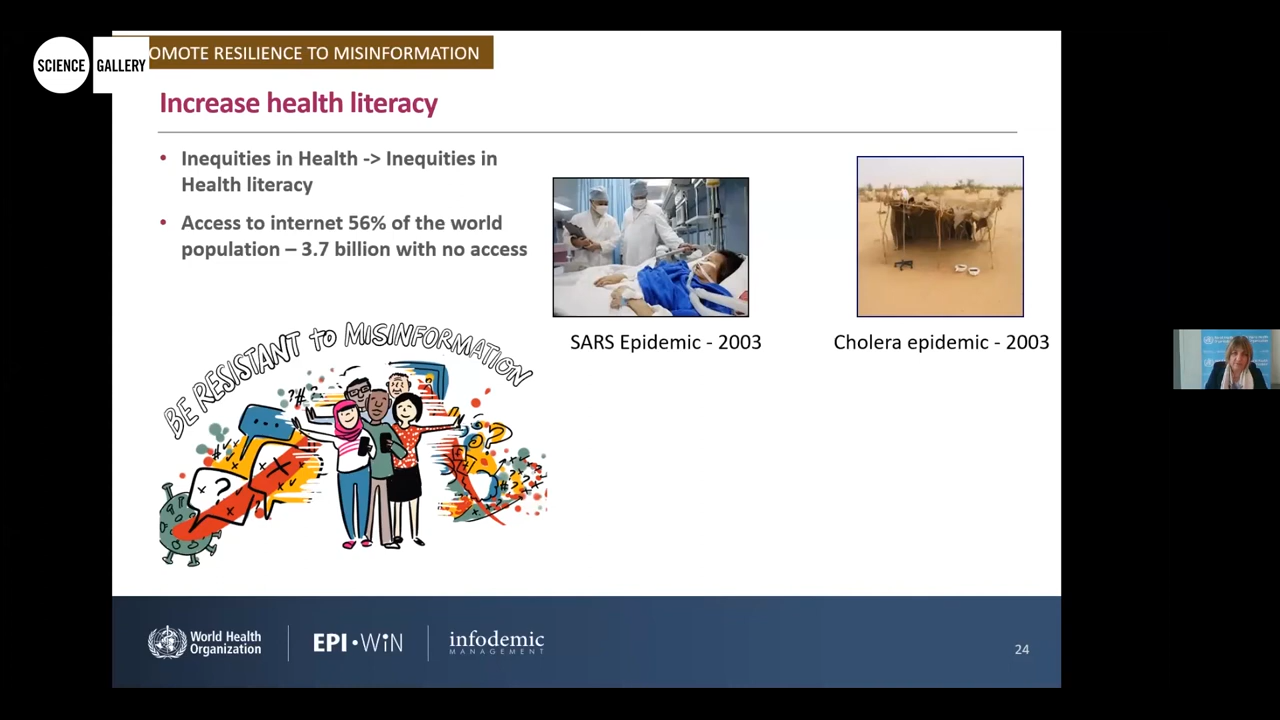 SCIENCE GALLERY
OMOTE RESILIENCE TO MISINFORMATION
Increase health literacy
• Inequities in Health -> Inequities in
Health literacy
• Access to internet 56% of the world
population – 3.7 billion with no access
SARS Epidemic - 2003
Cholera epidemic - 2003
BE RESISTANT to MISINFORMATION
World Health
Organization
EPI•WiN
infodemic
MANAGEMENT
24